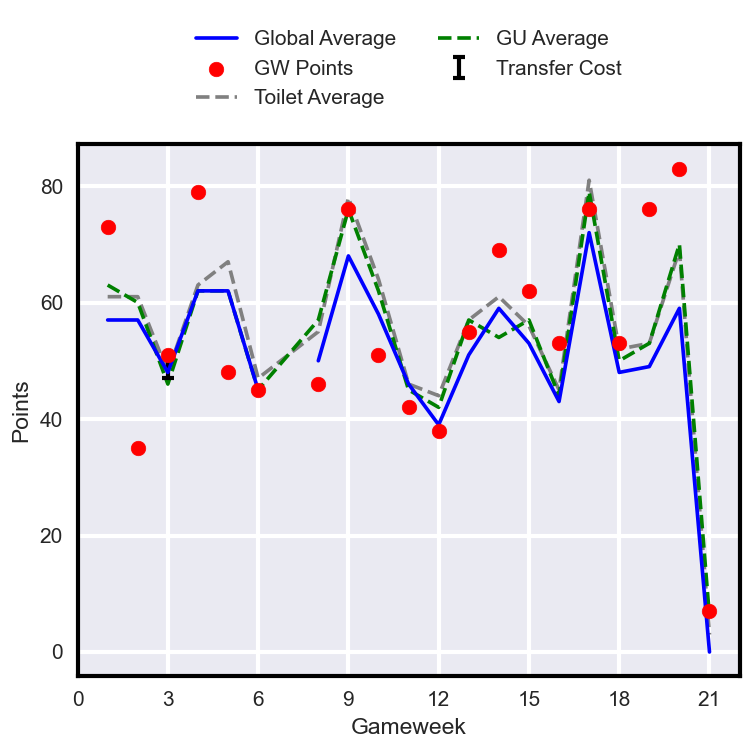 Global Average
GW Points
Toilet Average
GU Average
Transfer Cost
80
60
40
20
0
Points
0 3 6 9 12 15 18 21
Gameweek